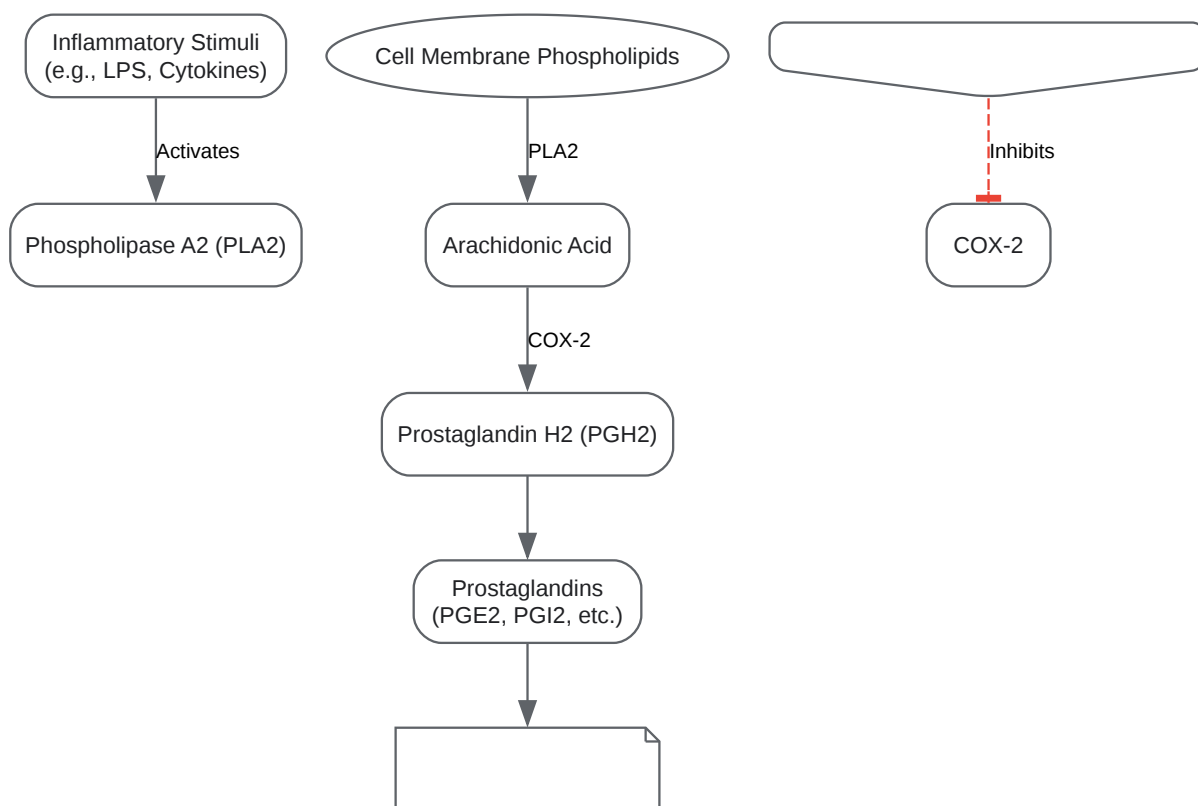 Inflammatory Stimuli
(e.g., LPS, Cytokines)
Cell Membrane Phospholipids
Activates
PLA2
Inhibits
Phospholipase A2 (PLA2)
Arachidonic Acid
COX-2
COX-2
Prostaglandin H2 (PGH2)
Prostaglandins
(PGE2, PGI2, etc.)